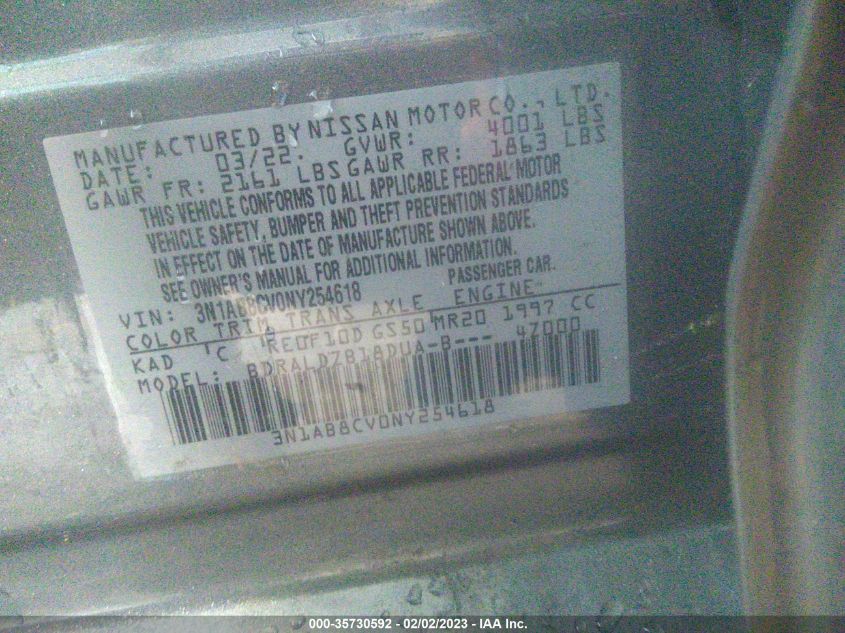 MANUFACTURED BY NISSAN MOTOR CO., LTD.
DATE: 03/22. GVWR: 4001 LBS
GAWR FR: 2161 LBS GAWR RR: 1863 LBS
THIS VEHICLE CONFORMS TO ALL APPLICABLE FEDERAL MOTOR
VEHICLE SAFETY, BUMPER AND THEFT PREVENTION STANDARDS
IN EFFECT ON THE DATE OF MANUFACTURE SHOWN ABOVE.
SEE OWNER'S MANUAL FOR ADDITIONAL INFORMATION.
VIN: 3N1AB8CV0NY254618 PASSENGER CAR.
COLOR TRIM TRANS AXLE ENGINE
KAD C RE0F10D GS50 MR20 1997 CC
MODEL: BDRALDZ818DUA-B--- 47000
3N1AB8CV0NY254618
000-35730592 - 02/02/2023 - IAA Inc.